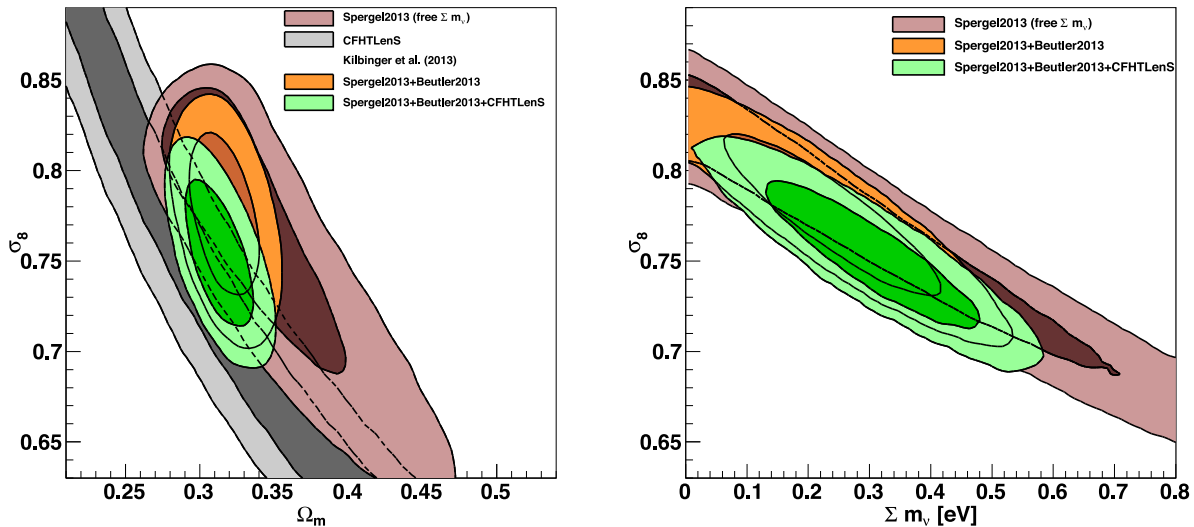 Spergel2013 (free Σ mν)
CFHTLenS
Kilbinger et al. (2013)
Spergel2013+Beutler2013
Spergel2013+Beutler2013+CFHTLenS
0.85
0.8
0.75
0.7
0.65
σ8
0.25 0.3 0.35 0.4 0.45 0.5
Ωm
Spergel2013 (free Σ mν)
Spergel2013+Beutler2013
Spergel2013+Beutler2013+CFHTLenS
0.85
0.8
0.75
0.7
0.65
σ8
0 0.1 0.2 0.3 0.4 0.5 0.6 0.7 0.8
Σ mν [eV]